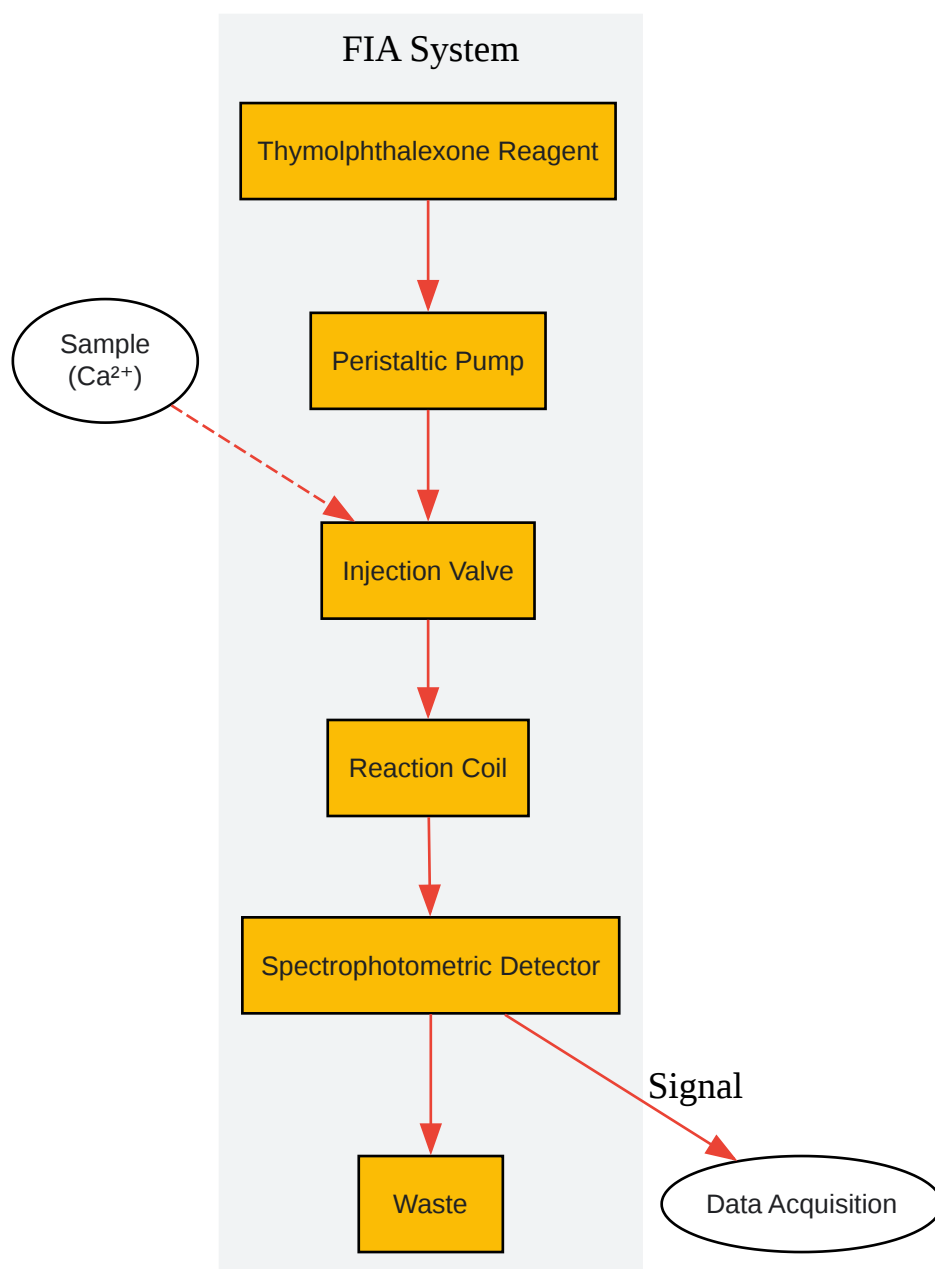 FIA System
Thymolphthalexone Reagent
Sample
(Ca²⁺)
Peristaltic Pump
Injection Valve
Reaction Coil
Spectrophotometric Detector
Signal
Waste
Data Acquisition